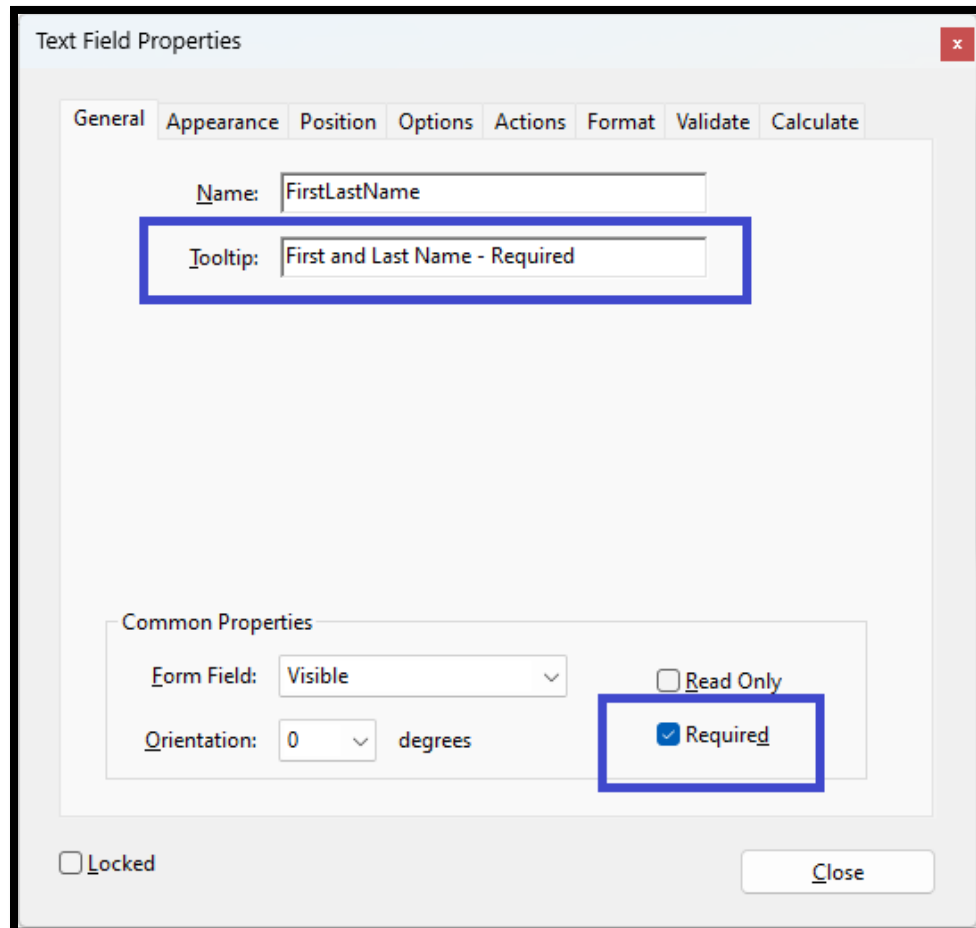 Text Field Properties
x
General Appearance Position Options Actions Format Validate Calculate
Name: FirstLastName
Tooltip: First and Last Name - Required
Common Properties
Form Field: Visible
Read Only
Orientation: 0 degrees
Required
Locked
Close